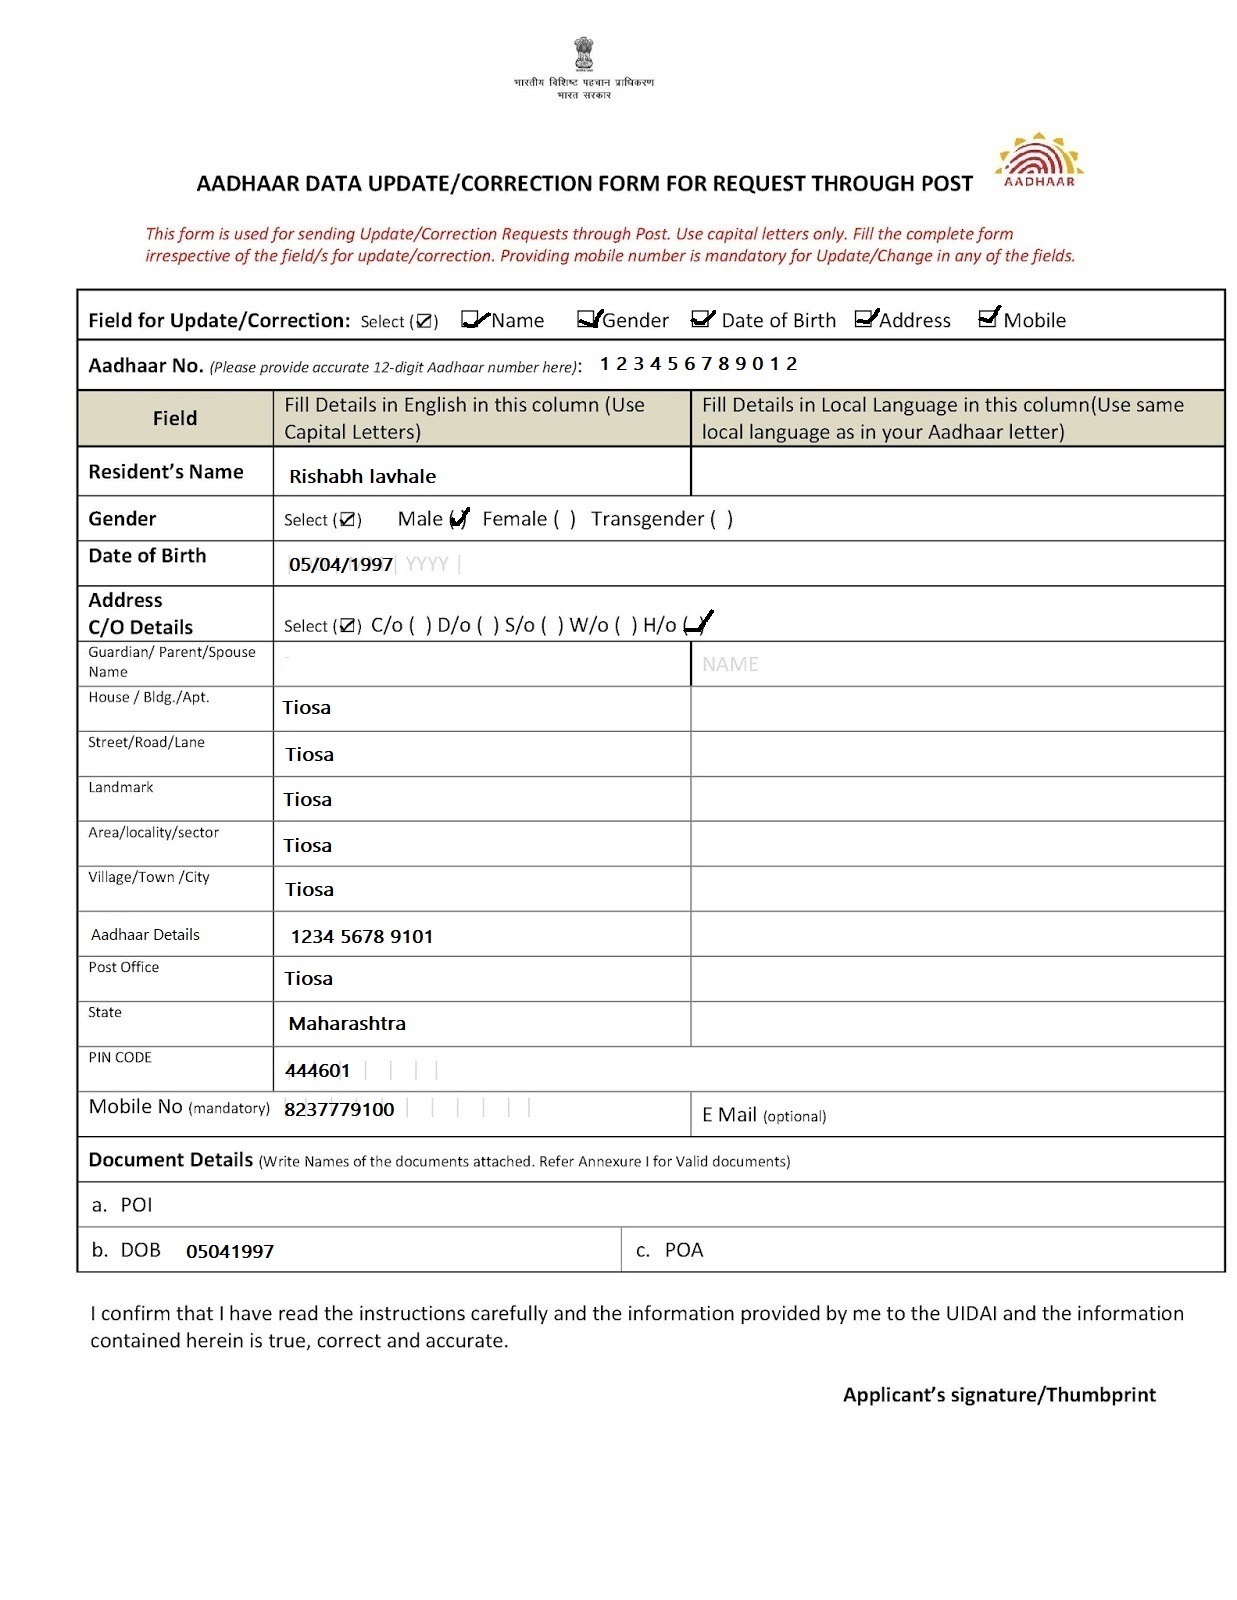 भारतीय विशिष्ट पहचान प्राधिकरण
भारत सरकार
AADHAAR
AADHAAR DATA UPDATE/CORRECTION FORM FOR REQUEST THROUGH POST
This form is used for sending Update/Correction Requests through Post. Use capital letters only. Fill the complete form
irrespective of the field/s for update/correction. Providing mobile number is mandatory for Update/Change in any of the fields.
Field for Update/Correction: Select (☑) ☑ Name ☑ Gender ☑ Date of Birth ☑ Address ☑ Mobile
Aadhaar No. (Please provide accurate 12-digit Aadhaar number here): 1 2 3 4 5 6 7 8 9 0 1 2
Field
Fill Details in English in this column (Use
Capital Letters)
Fill Details in Local Language in this column(Use same
local language as in your Aadhaar letter)
Resident's Name Rishabh lavhale
Gender Select (☑) Male (✓) Female ( ) Transgender ( )
Date of Birth 05/04/1997 YYYY
Address
C/O Details Select (☑) C/o ( ) D/o ( ) S/o ( ) W/o ( ) H/o (✓)
Guardian/ Parent/Spouse
Name
NAME
House / Bldg./Apt. Tiosa
Street/Road/Lane Tiosa
Landmark Tiosa
Area/locality/sector Tiosa
Village/Town /City Tiosa
Aadhaar Details 1234 5678 9101
Post Office Tiosa
State Maharashtra
PIN CODE 444601
Mobile No (mandatory) 8237779100 E Mail (optional)
Document Details (Write Names of the documents attached. Refer Annexure I for Valid documents)
a. POI
b. DOB 05041997 c. POA
I confirm that I have read the instructions carefully and the information provided by me to the UIDAI and the information
contained herein is true, correct and accurate.
Applicant's signature/Thumbprint